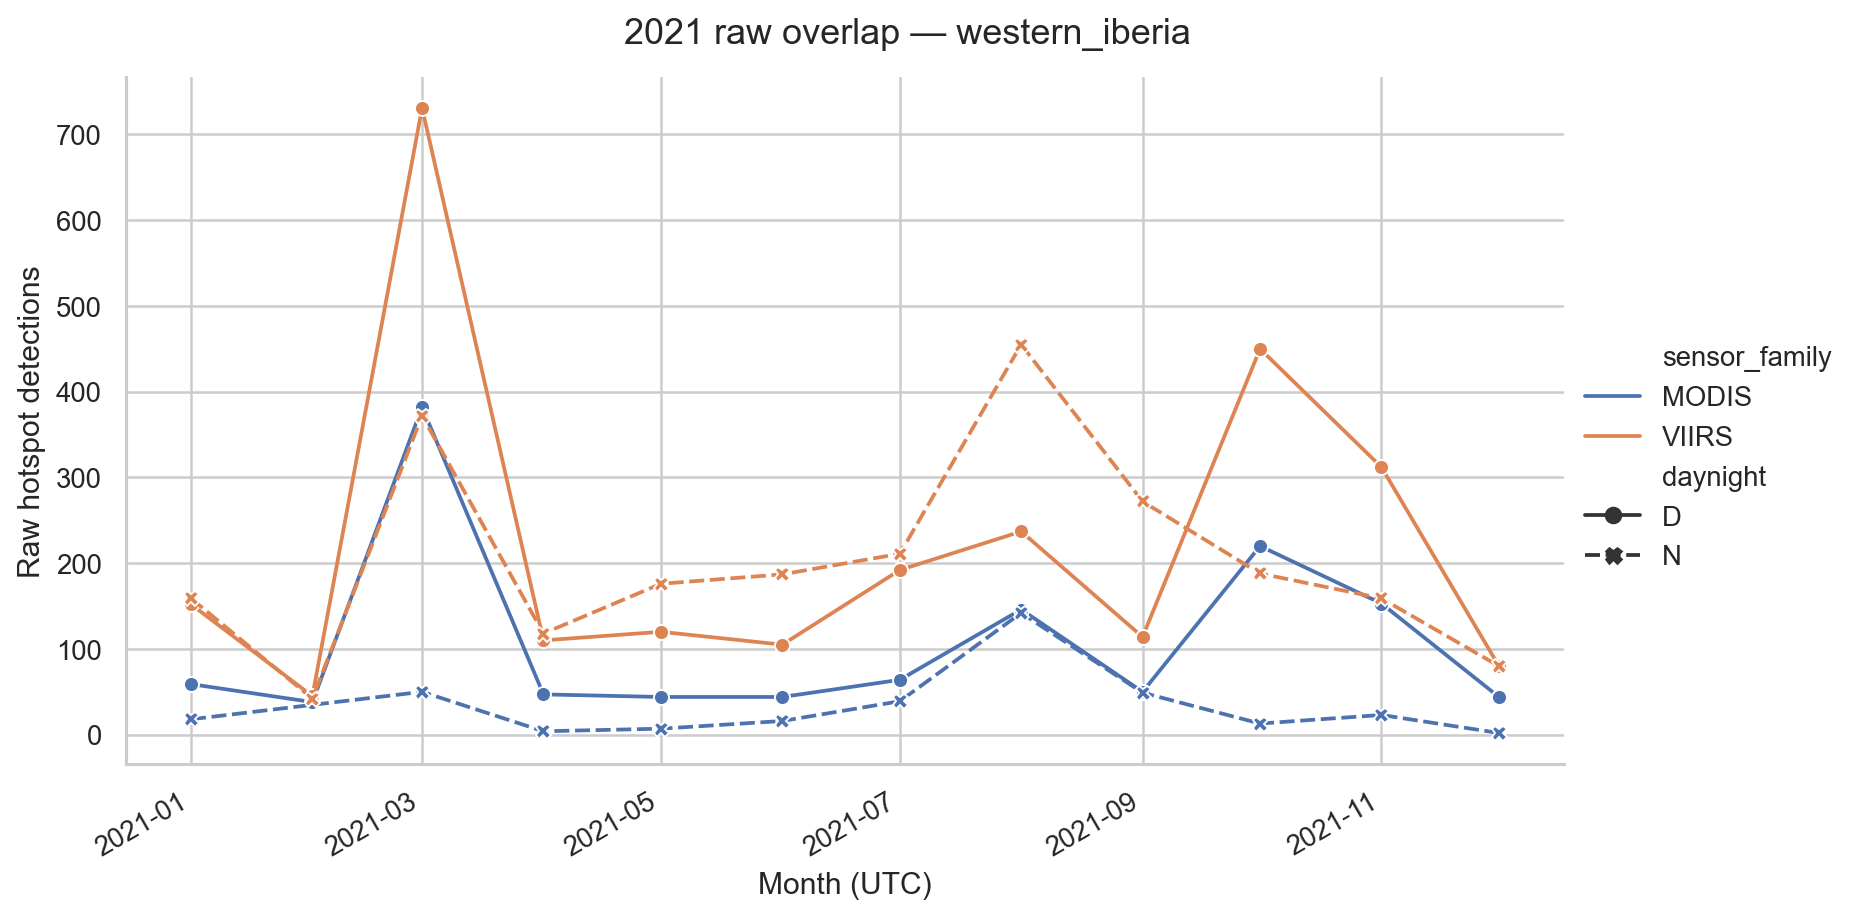 2021 raw overlap — western_iberia
Raw hotspot detections
700
600
500
400
300
200
100
0
2021-01
2021-03
2021-05
2021-07
2021-09
2021-11
Month (UTC)
sensor_family
MODIS
VIIRS
daynight
D
N